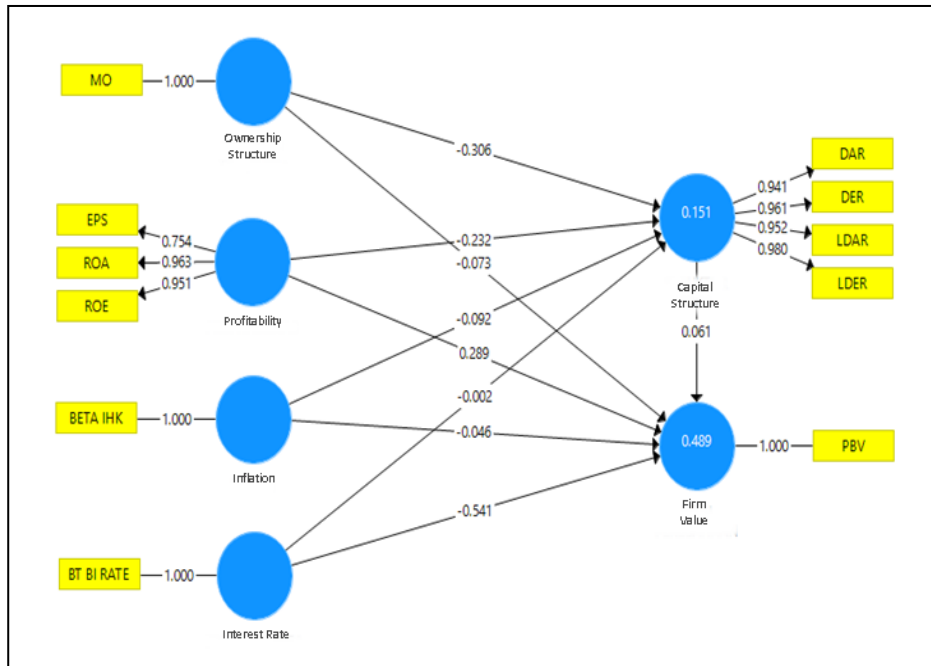 MO
1.000
Ownership
Structure
-0.306
DAR
0.941
DER
0.961
0.151
0.952
LDAR
0.980
LDER
Capital
Structure
EPS
0.754
ROA
0.963
0.951
ROE
Profitability
-0.232
-0.073
-0.092
0.289
-0.002
0.061
BETA IHK
1.000
Inflation
-0.046
0.489
1.000
PBV
Firm
Value
-0.541
BT BI RATE
1.000
Interest Rate